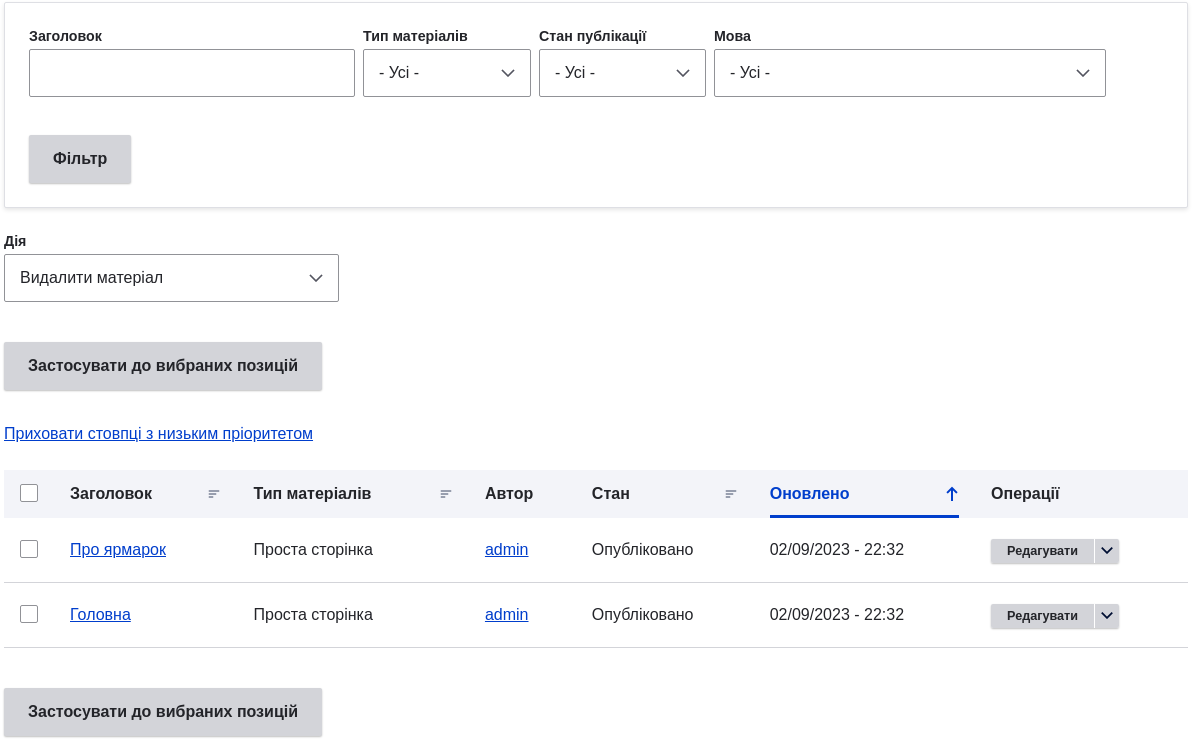 Заголовок Тип матеріалів Стан публікації Мова
- Усі - - Усі - - Усі -
Фільтр
Дія
Видалити матеріал
Застосувати до вибраних позицій
Приховати стовпці з низьким пріоритетом
Заголовок Тип матеріалів Автор Стан Оновлено Операції
Про ярмарок Проста сторінка admin Опубліковано 02/09/2023 - 22:32 Редагувати
Головна Проста сторінка admin Опубліковано 02/09/2023 - 22:32 Редагувати
Застосувати до вибраних позицій